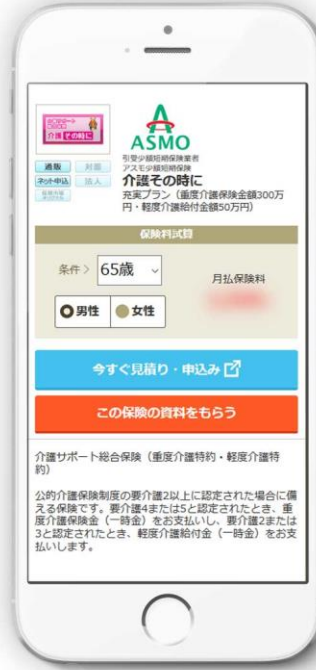 介護その時に
通販
対面
ネット申込
法人
ASMO
引受少額短期保険業者
アスモ少額短期保険
介護その時に
充実プラン(重度介護保険金額300万
円・軽度介護給付金額50万円)
保険料試算
条件 > 65歳
月払保険料
男性 女性
今すぐ見積り・申込み
この保険の資料をもらう
介護サポート総合保険(重度介護特約・軽度介護特
約)
公的介護保険制度の要介護2以上に認定された場合に備
える保険です。要介護4または5と認定されたとき、重
度介護保険金(一時金)をお支払いし、要介護2または
3と認定されたとき、軽度介護給付金(一時金)をお支
払いします。